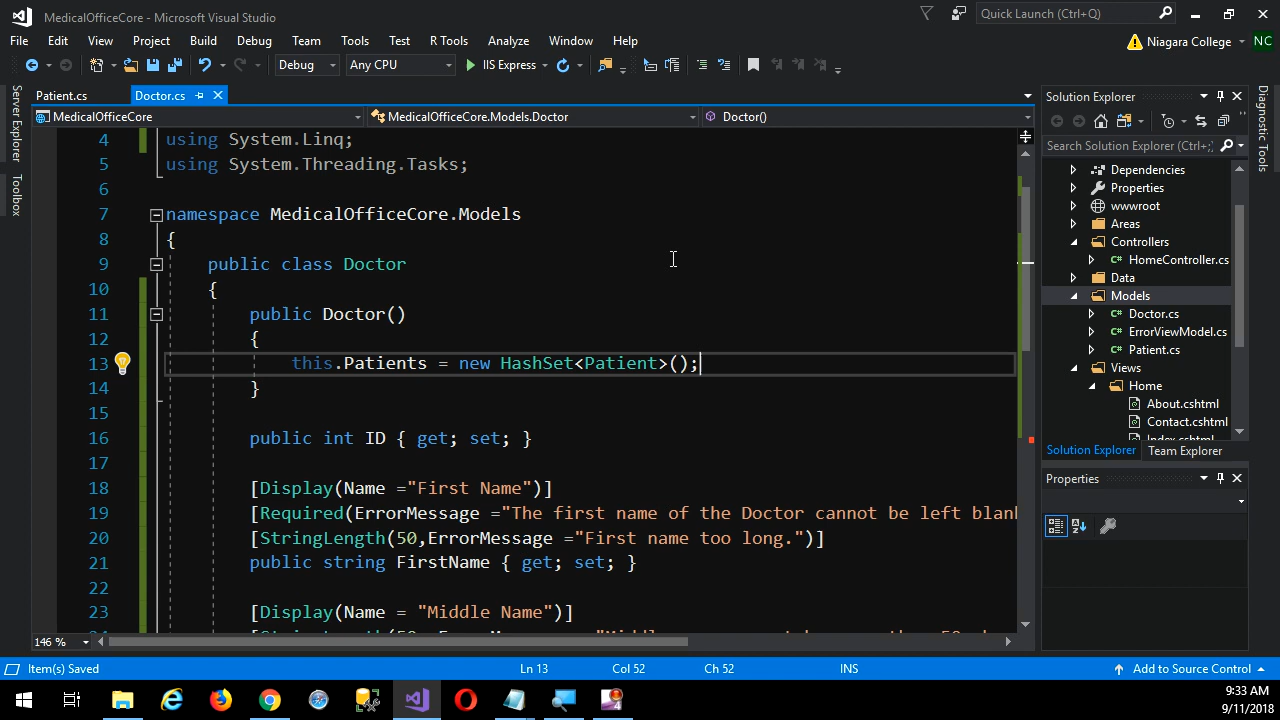 MedicalOfficeCore - Microsoft Visual Studio
Quick Launch (Ctrl+Q)
File Edit View Project Build Debug Team Tools Test R Tools Analyze Window Help
Niagara College
NC
Debug
Any CPU
IIS Express
Server Explorer
Toolbox
Patient.cs
Doctor.cs
MedicalOfficeCore
MedicalOfficeCore.Models.Doctor
Doctor()
4 using System.Linq;
5 using System.Threading.Tasks;
6
7 namespace MedicalOfficeCore.Models
8 {
9 public class Doctor
10 {
11 public Doctor()
12 {
13 this.Patients = new HashSet<Patient>();
14 }
15
16 public int ID { get; set; }
17
18 [Display(Name ="First Name")]
19 [Required(ErrorMessage ="The first name of the Doctor cannot be left blan
20 [StringLength(50,ErrorMessage ="First name too long.")]
21 public string FirstName { get; set; }
22
23 [Display(Name = "Middle Name")]
146 %
Solution Explorer
Search Solution Explorer (Ctrl+;)
Dependencies
Properties
wwwroot
Areas
Controllers
HomeController.cs
Data
Models
Doctor.cs
ErrorViewModel.cs
Patient.cs
Views
Home
About.cshtml
Contact.cshtml
Index.cshtml
Solution Explorer
Team Explorer
Properties
Diagnostic Tools
Item(s) Saved
Ln 13
Col 52
Ch 52
INS
Add to Source Control
9:33 AM
9/11/2018